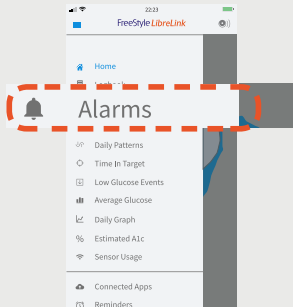 22:23
FreeStyle LibreLink
Home
Logbook
Alarms
Daily Patterns
Time In Target
Low Glucose Events
Average Glucose
Daily Graph
Estimated A1c
Sensor Usage
Connected Apps
Reminders